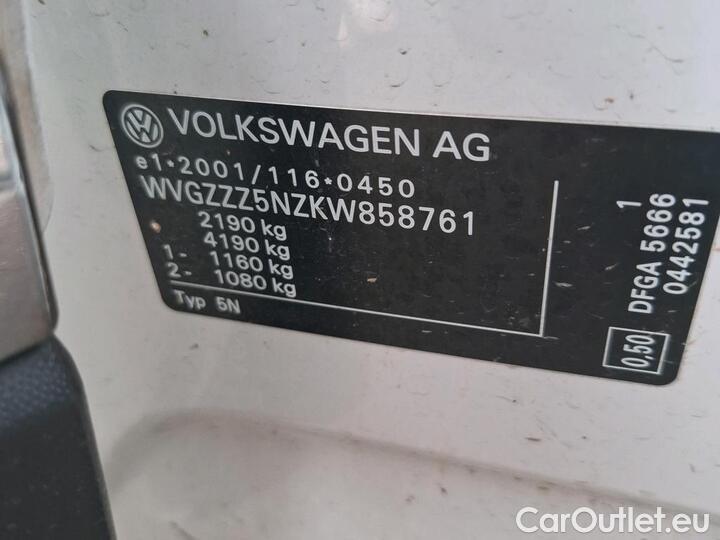 VOLKSWAGEN AG
e1*2001/116*0450
WVGZZZ5NZKW858761
2190 kg
4190 kg
1- 1160 kg
2- 1080 kg
Typ 5N
1
DFGA 5666
0442581
0,50
CarOutlet.eu